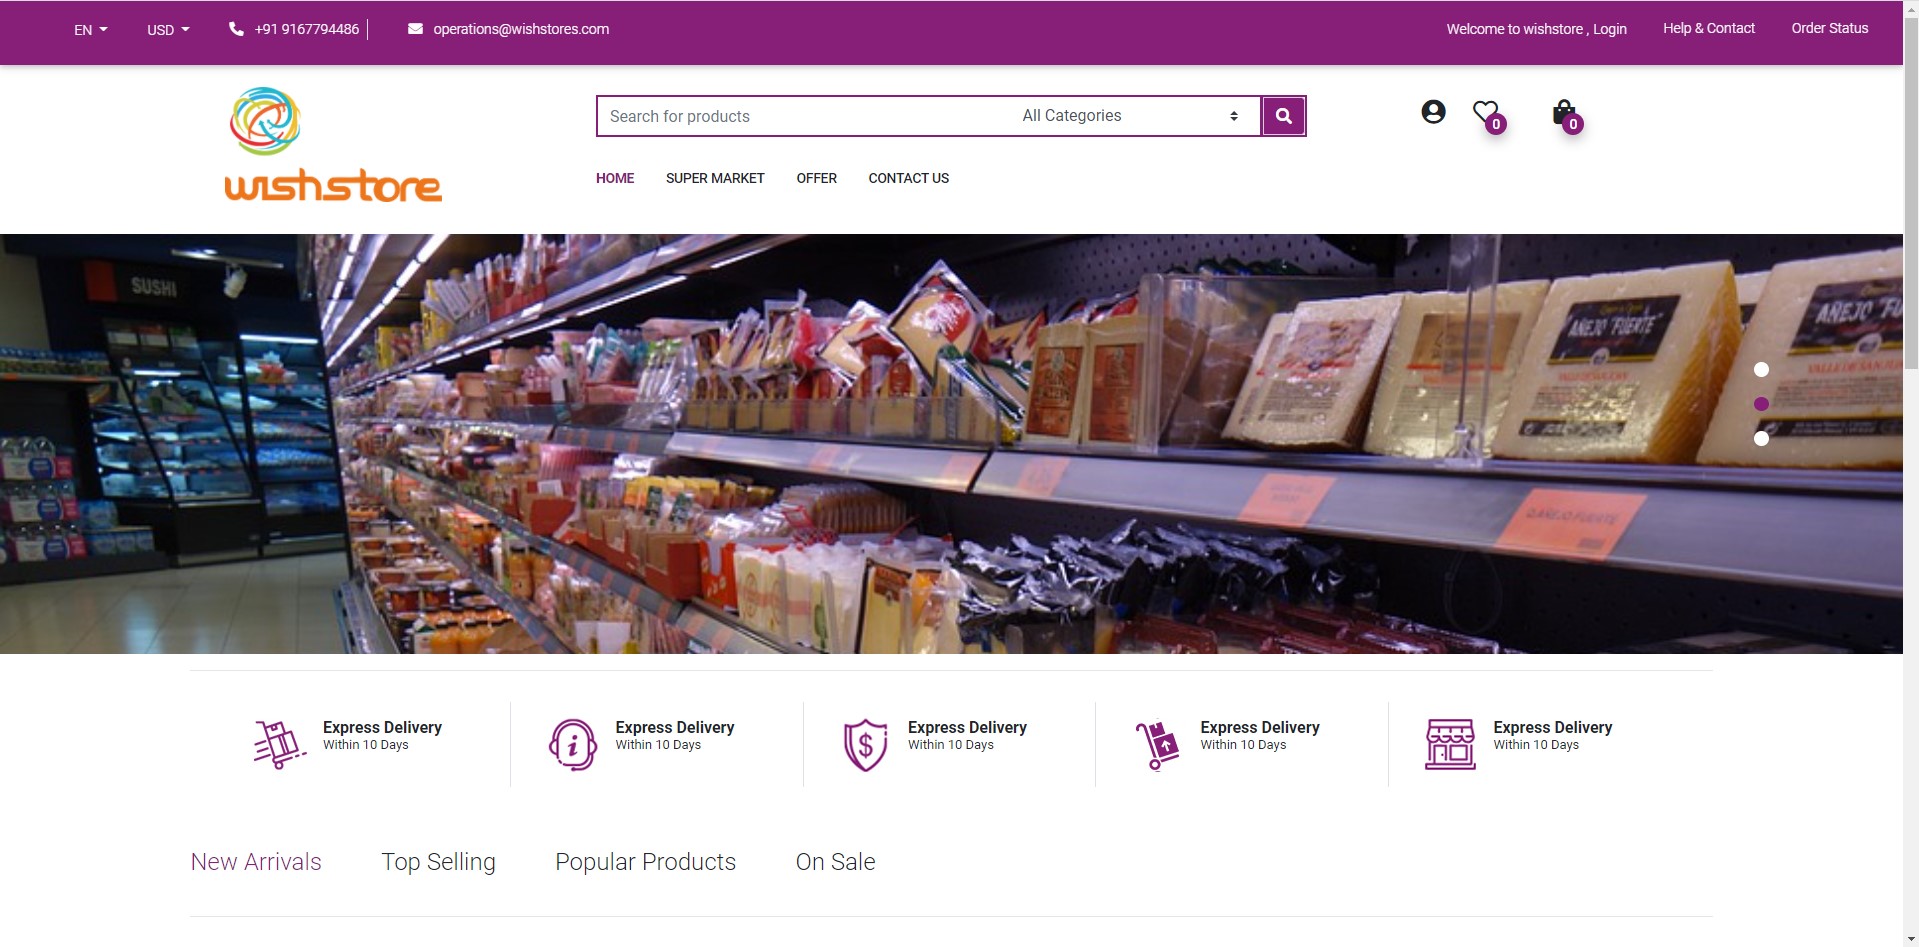 EN
USD
+91 9167794486
operations@wishstores.com
Welcome to wishstore , Login
Help & Contact
Order Status
wishstore
Search for products
All Categories
0
0
HOME
SUPER MARKET
OFFER
CONTACT US
SUSHI
AÑEJO "FUERTE"
AÑEJO "FU
Express Delivery
Within 10 Days
Express Delivery
Within 10 Days
Express Delivery
Within 10 Days
Express Delivery
Within 10 Days
Express Delivery
Within 10 Days
New Arrivals
Top Selling
Popular Products
On Sale